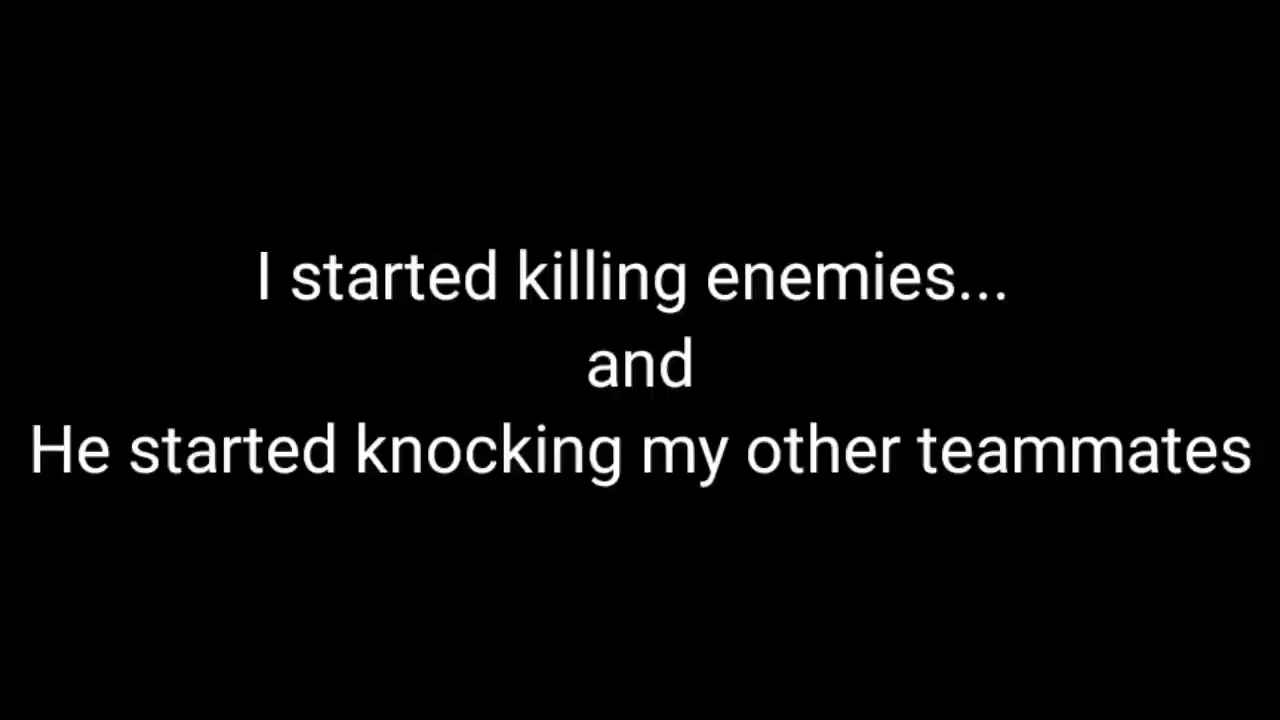 I started killing enemies...
and
He started knocking my other teammates